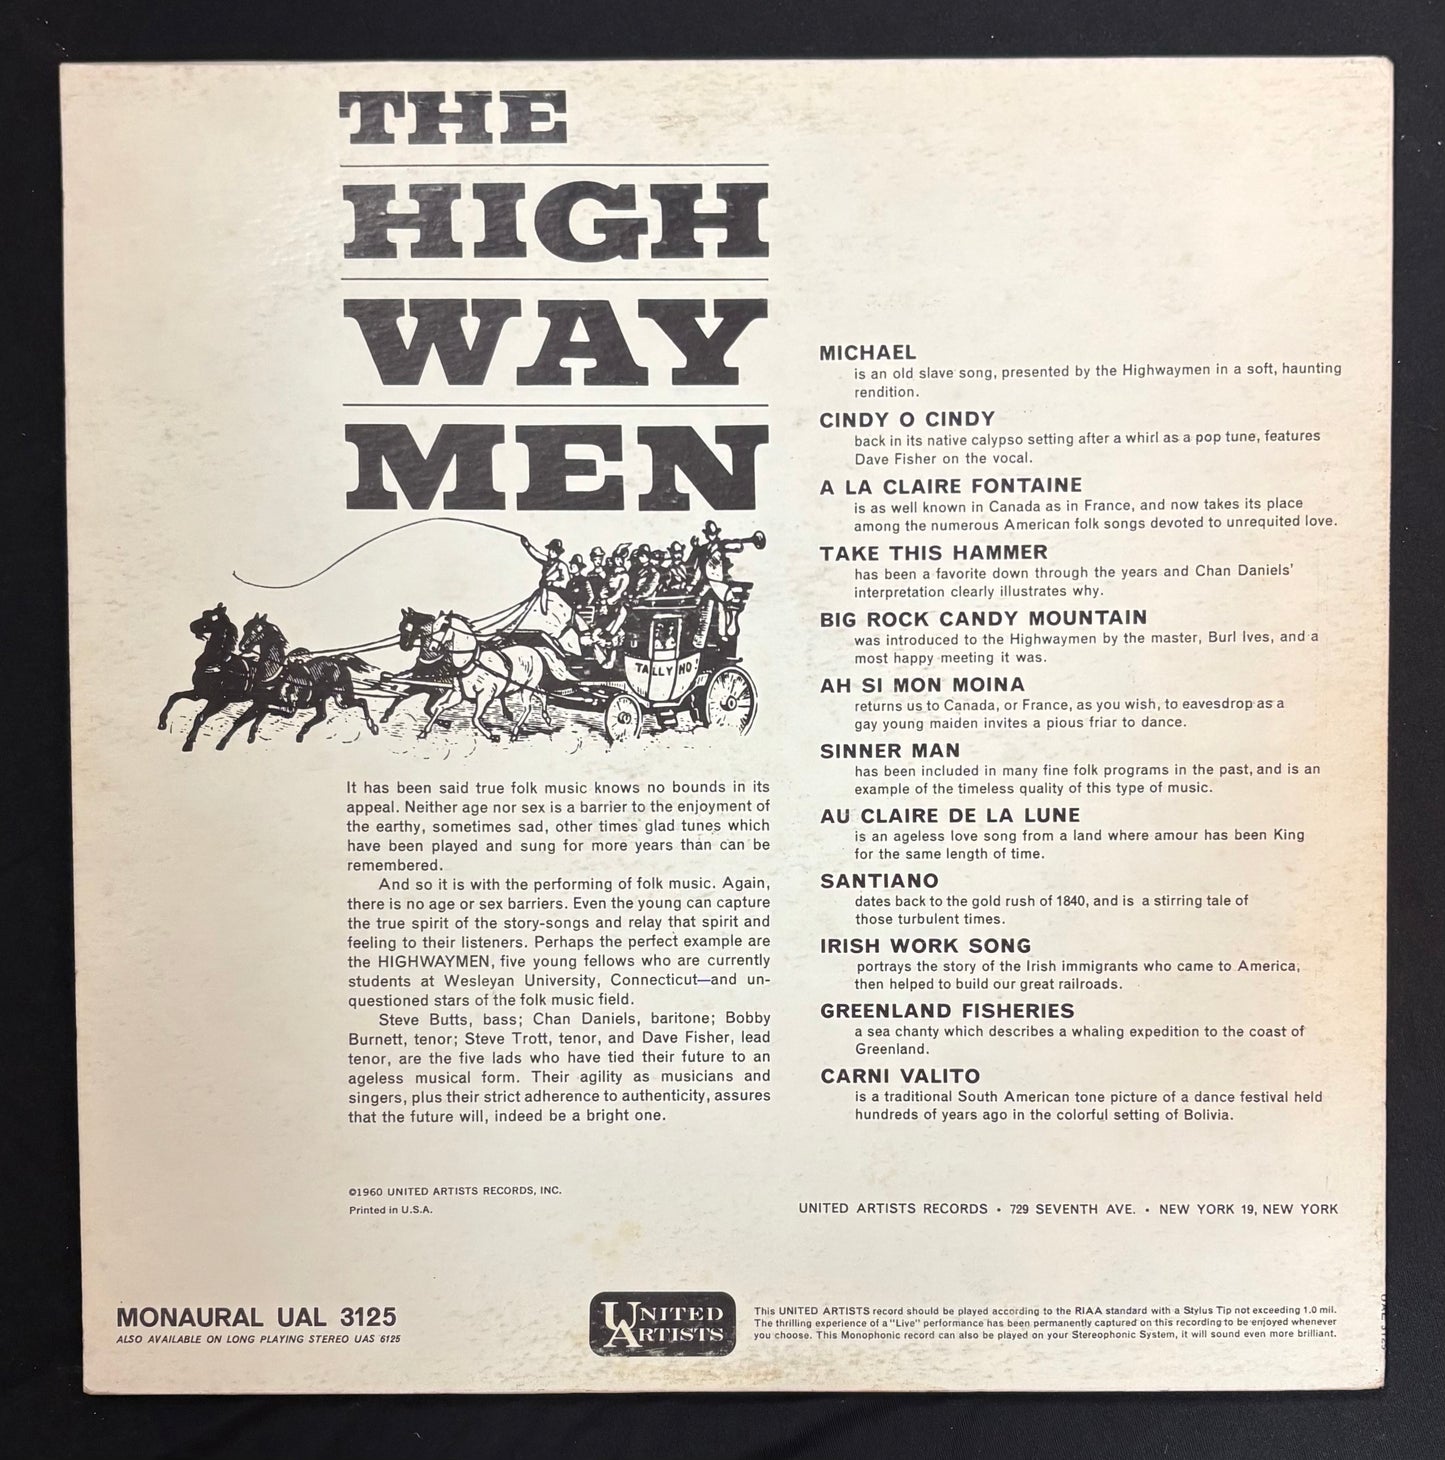 THE
HIGH
WAY
MEN
TALLY HO!
It has been said true folk music knows no bounds in its
appeal. Neither age nor sex is a barrier to the enjoyment of
the earthy, sometimes sad, other times glad tunes which
have been played and sung for more years than can be
remembered.
And so it is with the performing of folk music. Again,
there is no age or sex barriers. Even the young can capture
the true spirit of the story-songs and relay that spirit and
feeling to their listeners. Perhaps the perfect example are
the HIGHWAYMEN, five young fellows who are currently
students at Wesleyan University, Connecticut—and un-
questioned stars of the folk music field.
Steve Butts, bass; Chan Daniels, baritone; Bobby
Burnett, tenor; Steve Trott, tenor, and Dave Fisher, lead
tenor, are the five lads who have tied their future to an
ageless musical form. Their agility as musicians and
singers, plus their strict adherence to authenticity, assures
that the future will, indeed be a bright one.
©1960 UNITED ARTISTS RECORDS, INC.
Printed in U.S.A.
MICHAEL
is an old slave song, presented by the Highwaymen in a soft, haunting
rendition.
CINDY O CINDY
back in its native calypso setting after a whirl as a pop tune, features
Dave Fisher on the vocal.
A LA CLAIRE FONTAINE
is as well known in Canada as in France, and now takes its place
among the numerous American folk songs devoted to unrequited love.
TAKE THIS HAMMER
has been a favorite down through the years and Chan Daniels'
interpretation clearly illustrates why.
BIG ROCK CANDY MOUNTAIN
was introduced to the Highwaymen by the master, Burl Ives, and a
most happy meeting it was.
AH SI MON MOINA
returns us to Canada, or France, as you wish, to eavesdrop as a
gay young maiden invites a pious friar to dance.
SINNER MAN
has been included in many fine folk programs in the past, and is an
example of the timeless quality of this type of music.
AU CLAIRE DE LA LUNE
is an ageless love song from a land where amour has been King
for the same length of time.
SANTIANO
dates back to the gold rush of 1840, and is a stirring tale of
those turbulent times.
IRISH WORK SONG
portrays the story of the Irish immigrants who came to America,
then helped to build our great railroads.
GREENLAND FISHERIES
a sea chanty which describes a whaling expedition to the coast of
Greenland.
CARNI VALITO
is a traditional South American tone picture of a dance festival held
hundreds of years ago in the colorful setting of Bolivia.
UNITED ARTISTS RECORDS • 729 SEVENTH AVE. • NEW YORK 19, NEW YORK
MONAURAL UAL 3125
ALSO AVAILABLE ON LONG PLAYING STEREO UAS 6125
UNITED
ARTISTS
This UNITED ARTISTS record should be played according to the RIAA standard with a Stylus Tip not exceeding 1.0 mil.
The thrilling experience of a "Live" performance has been permanently captured on this recording to be enjoyed whenever
you choose. This Monophonic record can also be played on your Stereophonic System, it will sound even more brilliant.